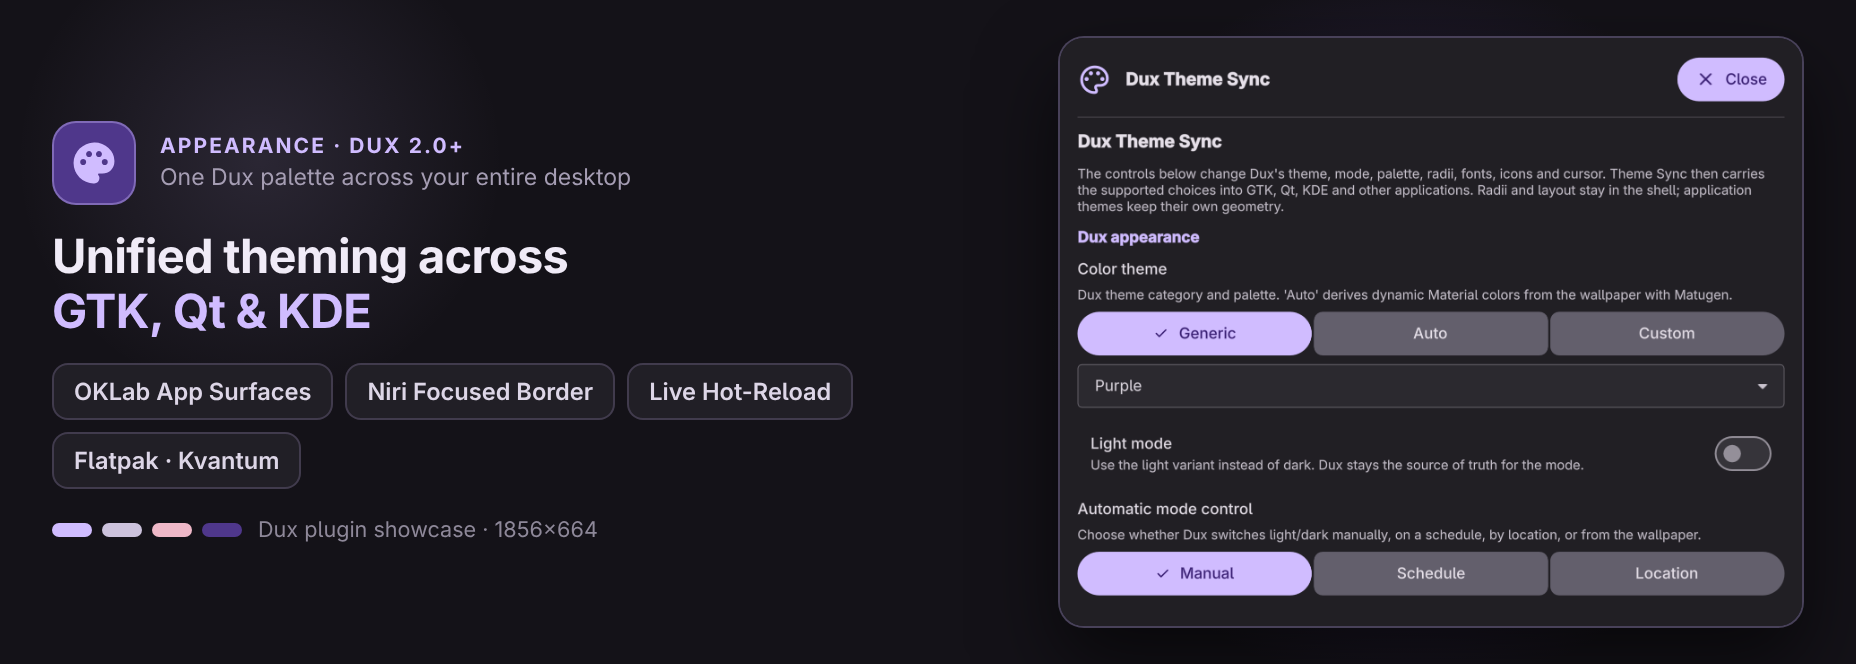 APPEARANCE · DUX 2.0+
One Dux palette across your entire desktop
Unified theming across
GTK, Qt & KDE
OKLab App Surfaces
Niri Focused Border
Live Hot-Reload
Flatpak · Kvantum
Dux plugin showcase · 1856×664
Dux Theme Sync
Close
Dux Theme Sync
The controls below change Dux's theme, mode, palette, radii, fonts, icons and cursor. Theme Sync then carries
the supported choices into GTK, Qt, KDE and other applications. Radii and layout stay in the shell; application
themes keep their own geometry.
Dux appearance
Color theme
Dux theme category and palette. 'Auto' derives dynamic Material colors from the wallpaper with Matugen.
Generic
Auto
Custom
Purple
Light mode
Use the light variant instead of dark. Dux stays the source of truth for the mode.
Automatic mode control
Choose whether Dux switches light/dark manually, on a schedule, by location, or from the wallpaper.
Manual
Schedule
Location